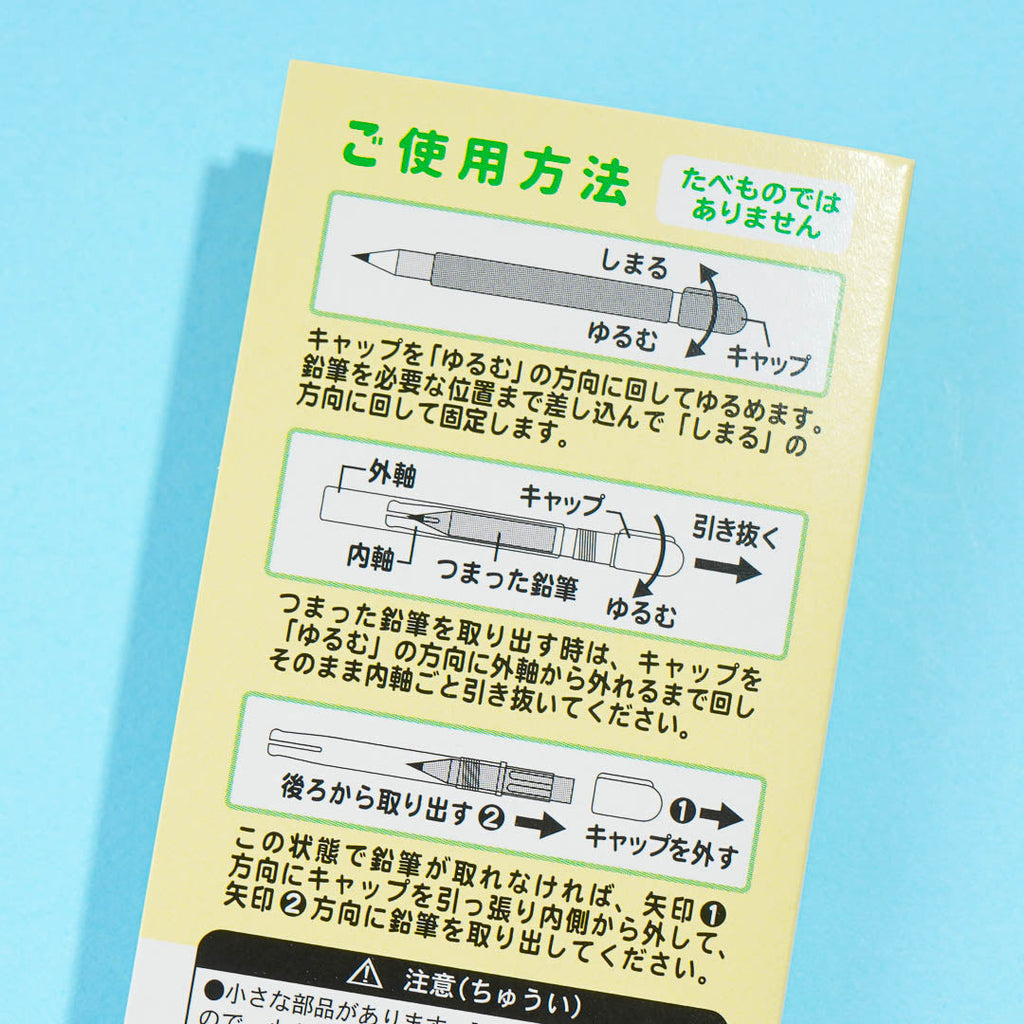 ご使用方法
たべものでは
ありません
しまる
ゆるむ
キャップ
キャップを「ゆるむ」の方向に回してゆるめます。
鉛筆を必要な位置まで差し込んで「しまる」の
方向に回して固定します。
外軸
キャップ
引き抜く
内軸
つまった鉛筆
ゆるむ
つまった鉛筆を取り出す時は、キャップを
「ゆるむ」の方向に外軸から外れるまで回し
そのまま内軸ごと引き抜いてください。
後ろから取り出す❷
❶
キャップを外す
この状態で鉛筆が取れなければ、矢印❶
方向にキャップを引っ張り内側から外して、
矢印❷方向に鉛筆を取り出してください。
⚠ 注意(ちゅうい)
●小さな部品があります